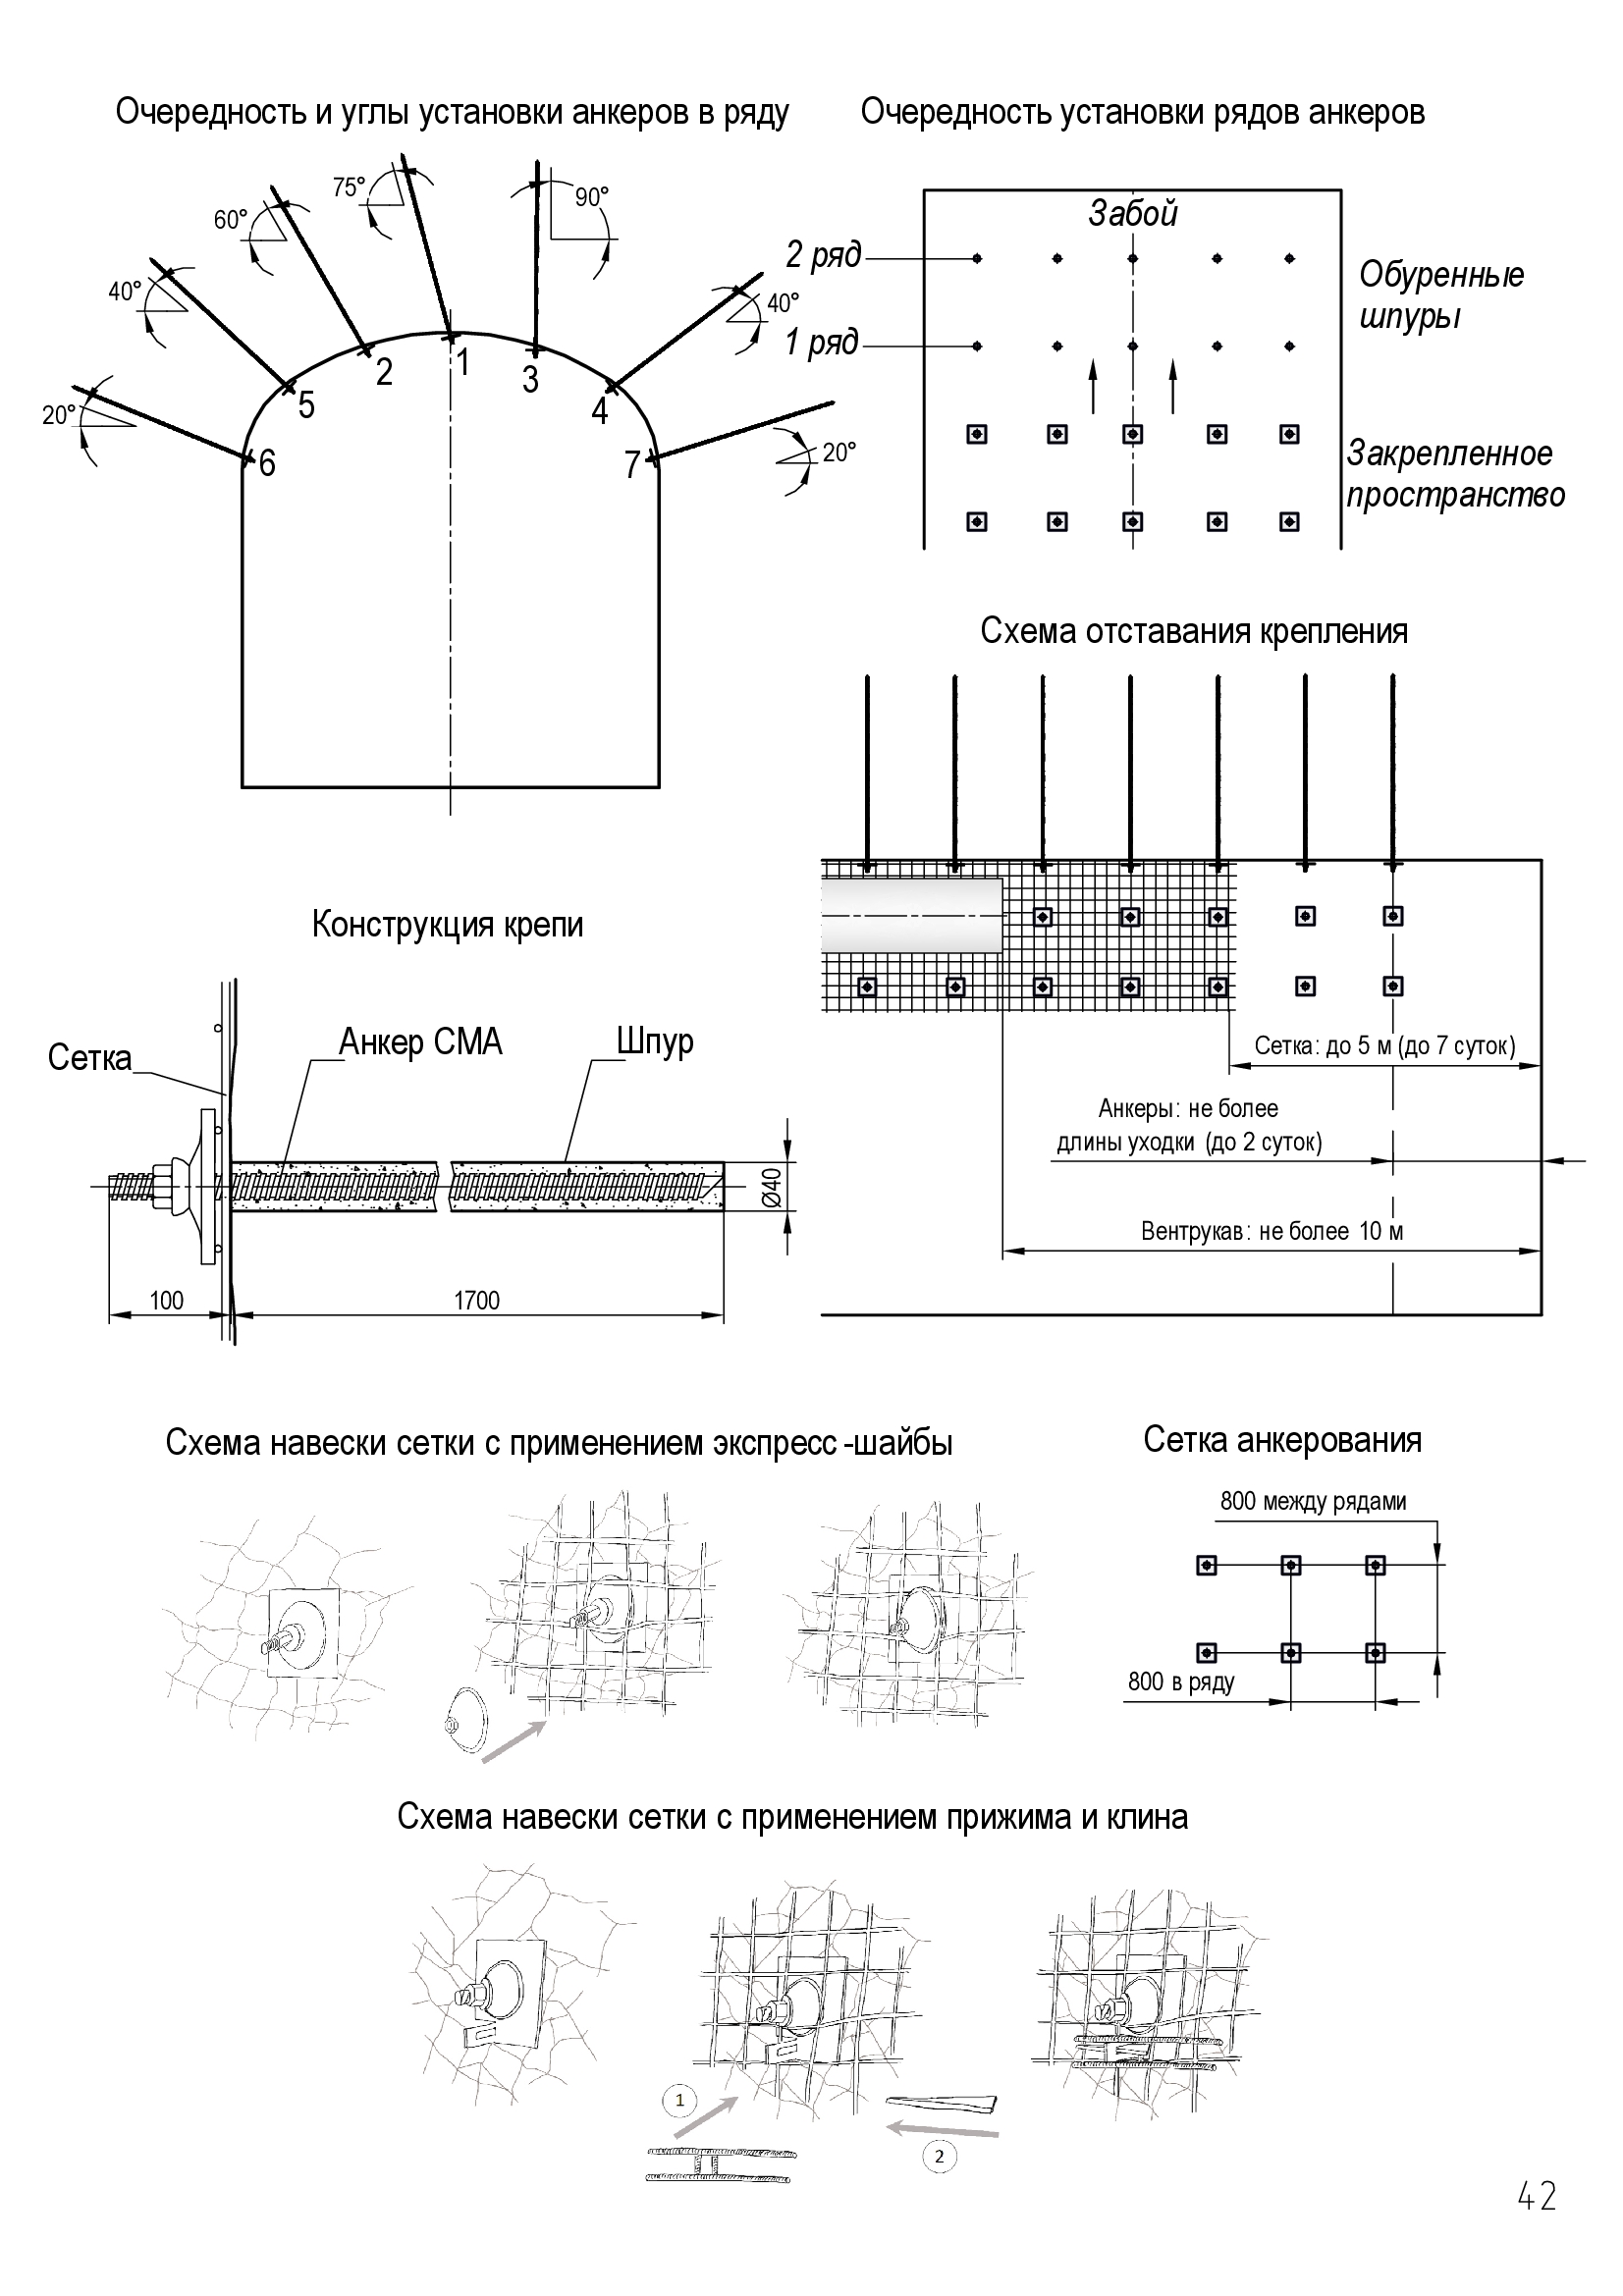 Очередность и углы установки анкеров в ряду
75°
90°
60°
40°
40°
20°
20°
1
2
3
5
4
6
7
Очередность установки рядов анкеров
Забой
2 ряд
1 ряд
Обуренные
шпуры
Закрепленное
пространство
Схема отставания крепления
Сетка: до 5 м (до 7 суток)
Анкеры: не более
длины уходки (до 2 суток)
Вентрукав: не более 10 м
Конструкция крепи
Сетка
Анкер СМА
Шпур
Ø40
100
1700
Схема навески сетки с применением экспресс-шайбы
Сетка анкерования
800 между рядами
800 в ряду
Схема навески сетки с применением прижима и клина
1
2
42